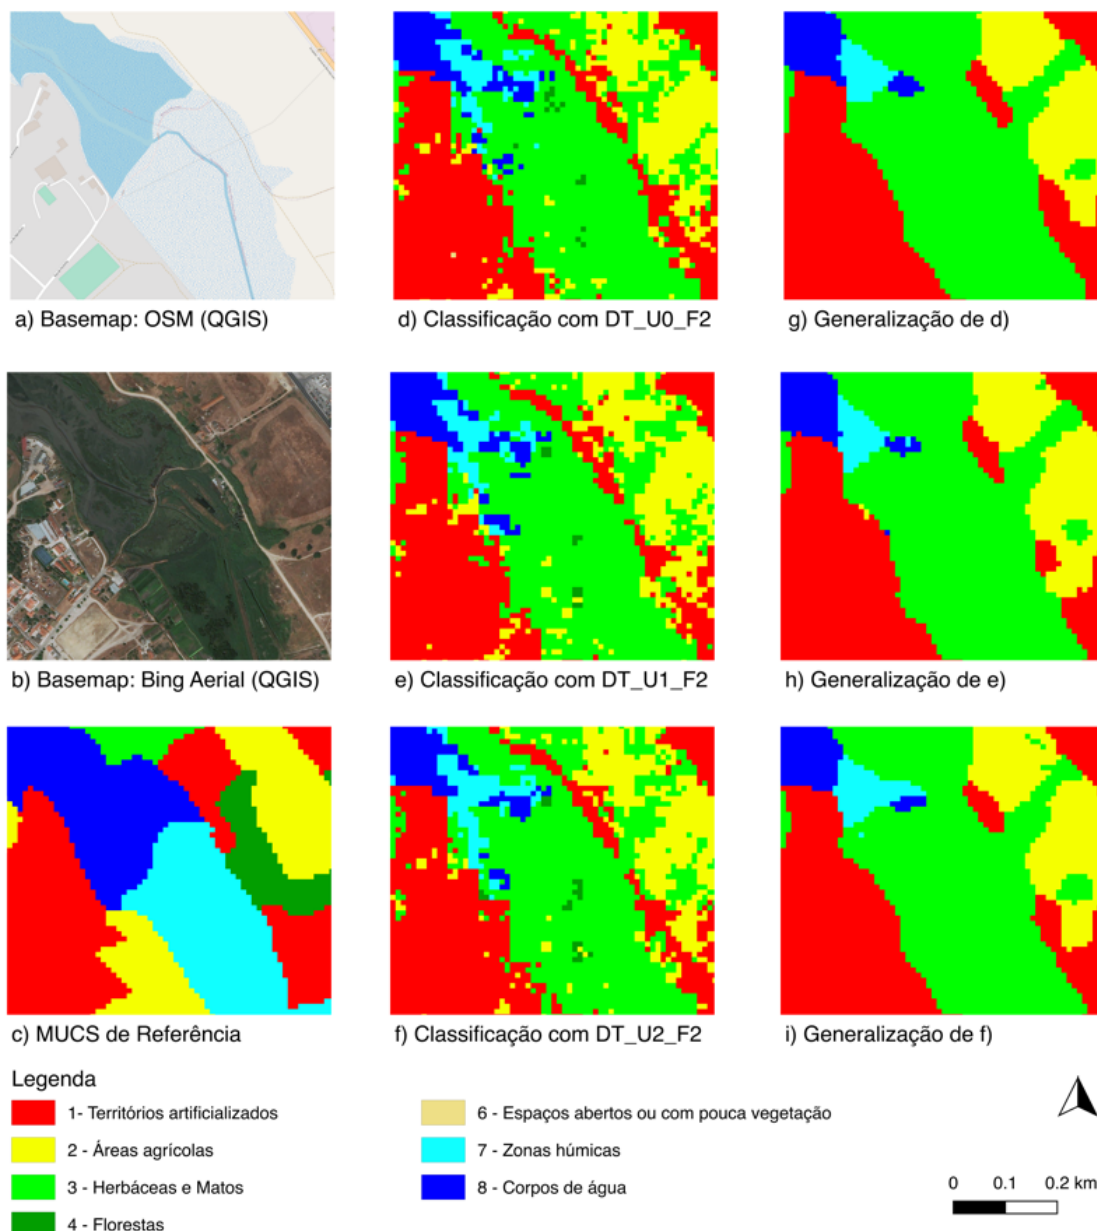 a) Basemap: OSM (QGIS)
d) Classificação com DT_U0_F2
g) Generalização de d)
b) Basemap: Bing Aerial (QGIS)
e) Classificação com DT_U1_F2
h) Generalização de e)
c) MUCS de Referência
f) Classificação com DT_U2_F2
i) Generalização de f)
Legenda
1- Territórios artificializados
2 - Áreas agrícolas
3 - Herbáceas e Matos
4 - Florestas
6 - Espaços abertos ou com pouca vegetação
7 - Zonas húmicas
8 - Corpos de água
0 0.1 0.2 km